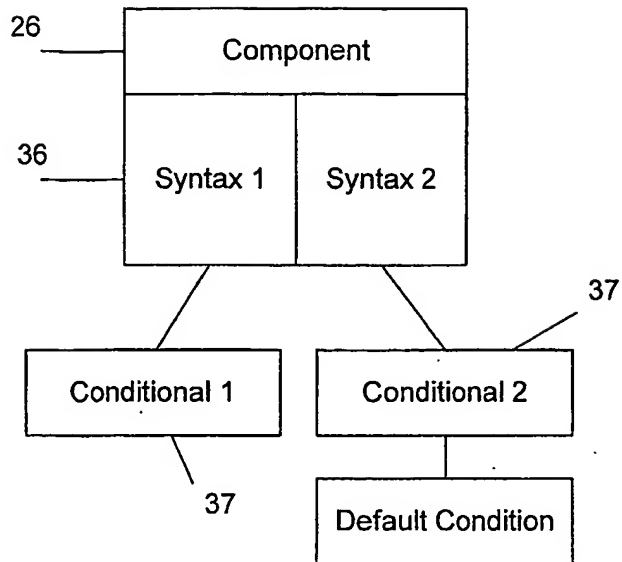 26
Component
36
Syntax 1
Syntax 2
37
Conditional 1
Conditional 2
37
Default Condition